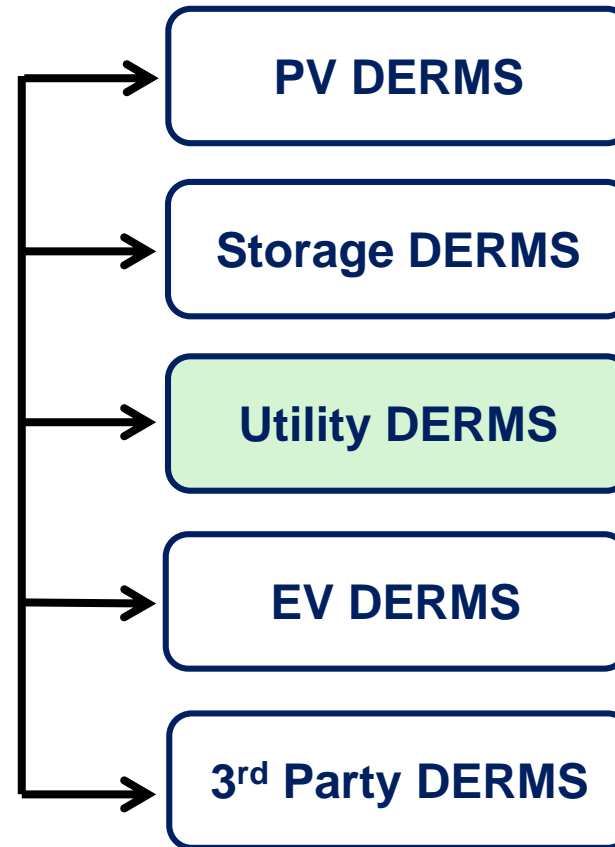 PV DERMS
Storage DERMS
Utility DERMS
EV DERMS
3rd Party DERMS